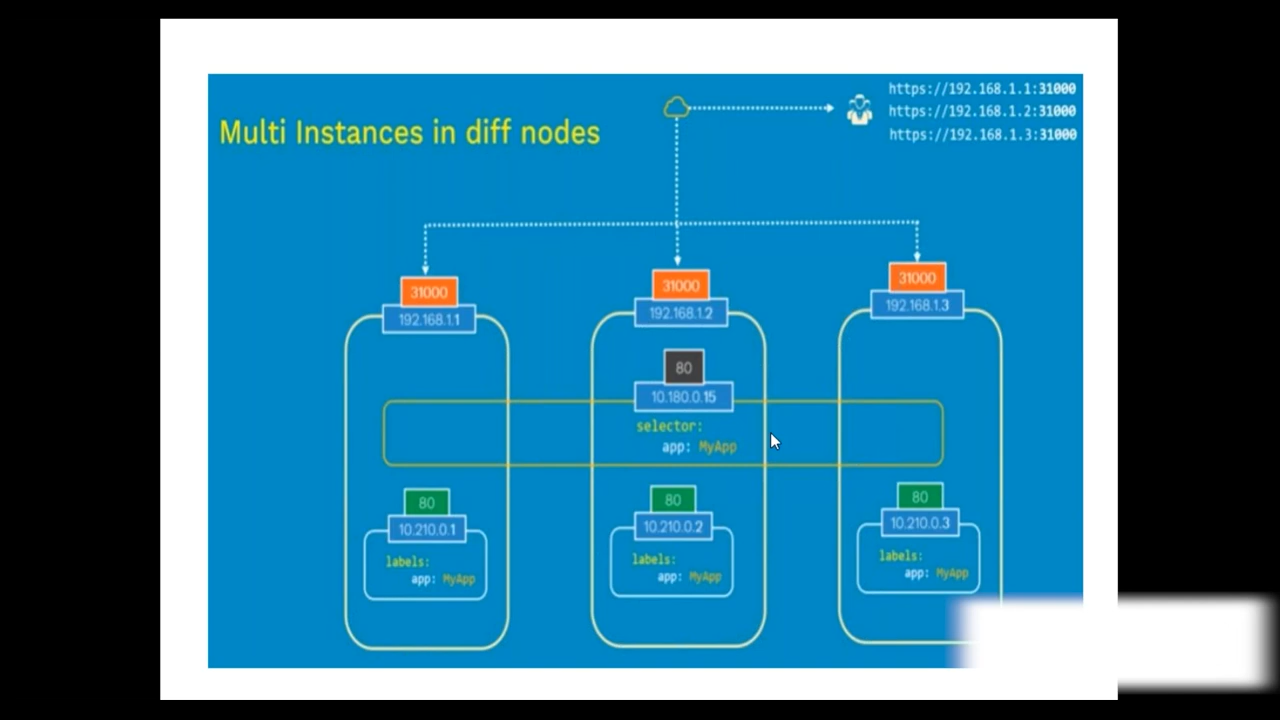 https://192.168.1.1:31000
https://192.168.1.2:31000
https://192.168.1.3:31000
Multi Instances in diff nodes
31000
192.168.1.1
31000
192.168.1.2
31000
192.168.1.3
80
10.180.0.15
selector:
app: MyApp
80
10.210.0.1
labels:
app: MyApp
80
10.210.0.2
labels:
app: MyApp
80
10.210.0.3
labels:
app: MyApp